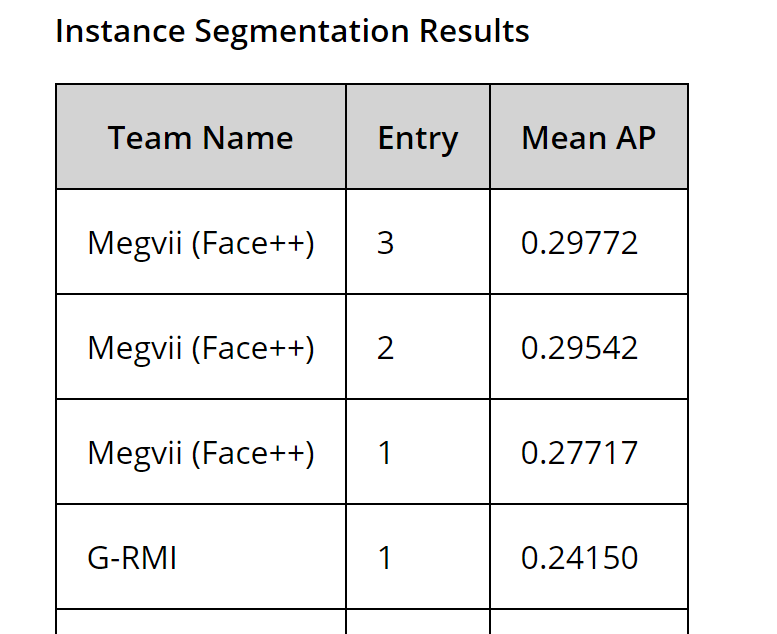 Instance Segmentation Results
Team Name Entry Mean AP
Megvii (Face++) 3 0.29772
Megvii (Face++) 2 0.29542
Megvii (Face++) 1 0.27717
G-RMI 1 0.24150